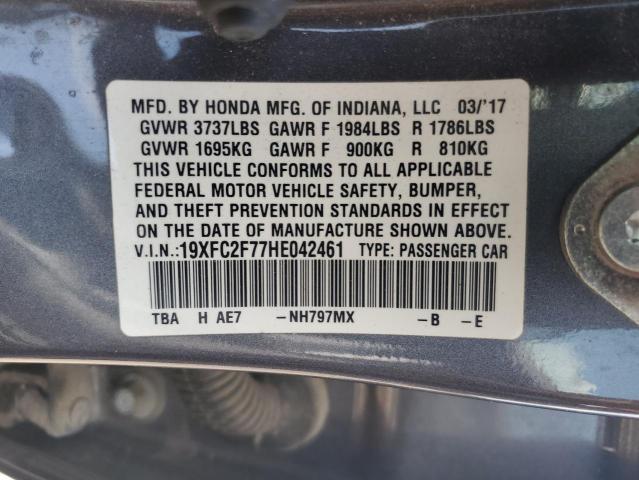 MFD. BY HONDA MFG. OF INDIANA, LLC 03/'17
GVWR 3737LBS GAWR F 1984LBS R 1786LBS
GVWR 1695KG GAWR F 900KG R 810KG
THIS VEHICLE CONFORMS TO ALL APPLICABLE
FEDERAL MOTOR VEHICLE SAFETY, BUMPER,
AND THEFT PREVENTION STANDARDS IN EFFECT
ON THE DATE OF MANUFACTURE SHOWN ABOVE.
V.I.N.:19XFC2F77HE042461 TYPE: PASSENGER CAR
TBA H AE7 -NH797MX -B -E